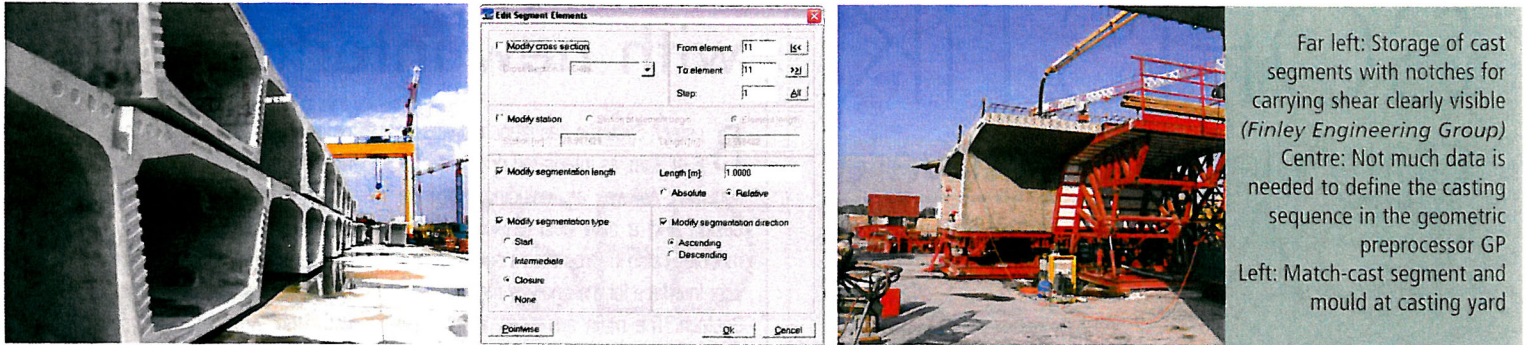 Edit Segment Elements
Modify cross section
From element 11 |<<
To element 11 >>|
Step: 1 All
Modify station
Modify segmentation length
Length [m]: 1.0000
Absolute Relative
Modify segmentation type
Modify segmentation direction
Start
Ascending
Intermediate
Descending
Closure
None
Pointwise Ok Cancel
Far left: Storage of cast
segments with notches for
carrying shear clearly visible
(Finley Engineering Group)
Centre: Not much data is
needed to define the casting
sequence in the geometric
preprocessor GP
Left: Match-cast segment and
mould at casting yard